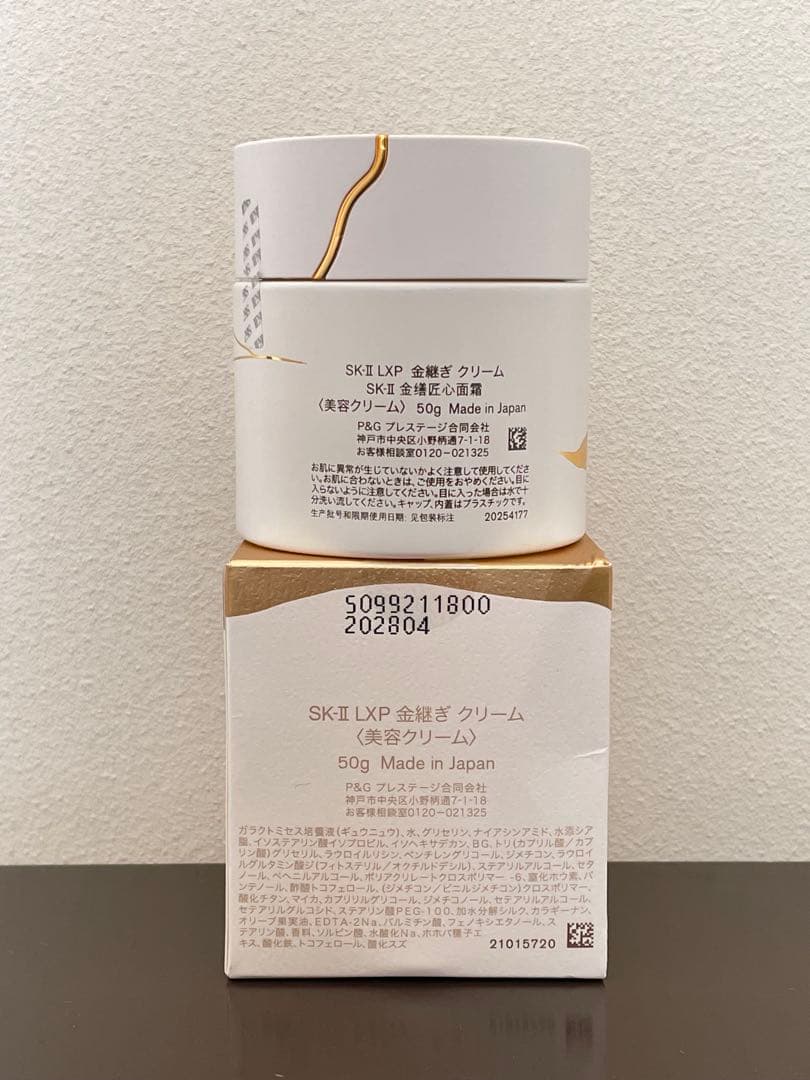 SK-II LXP 金継ぎ クリーム
SK-II 金缮匠心面霜
〈美容クリーム〉 50g Made in Japan
P&G プレステージ合同会社
神戸市中央区小野柄通7-1-18
お客様相談室0120-021325
お肌に異常が生じていないかよく注意して使用してくださ
い。お肌に合わないときは、ご使用をおやめください。目に
入らないように注意してください。目に入った場合は水で十
分洗い流してください。キャップ、内蓋はプラスチックです。
生产批号和限期使用日期: 见包装标注 20254177
5099211800
202804
SK-II LXP 金継ぎ クリーム
〈美容クリーム〉
50g Made in Japan
P&G プレステージ合同会社
神戸市中央区小野柄通7-1-18
お客様相談室0120-021325
ガラクトミセス培養液(ギュウニュウ)、水、グリセリン、ナイアシンアミド、水添シア
脂、イソステアリン酸イソプロピル、イソヘキサデカン、BG、トリ(カプリル酸/カプ
リン酸)グリセリル、ラウロイルリシン、ペンチレングリコール、ジメチコン、ラウロイ
ルグルタミン酸ジ(フィトステリル/オクチルドデシル)、ステアリルアルコール、セタ
ノール、ベヘニルアルコール、ポリアクリレートクロスポリマー -6、窒化ホウ素、パ
ンテノール、酢酸トコフェロール、(ジメチコン/ビニルジメチコン)クロスポリマー、
酸化チタン、マイカ、カプリリルグリコール、ジメチコノール、セテアリルアルコール、
セテアリルグルコシド、ステアリン酸PEG-100、加水分解シルク、カラギーナン、
オリーブ果実油、EDTA-2Na、パルミチン酸、フェノキシエタノール、ス
テアリン酸、香料、ソルビン酸、水酸化Na、ホホバ種子エ
キス、酸化鉄、トコフェロール、酸化スズ
21015720